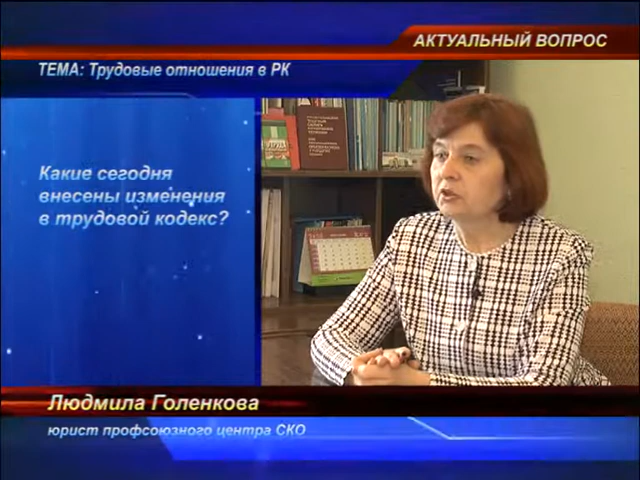 АКТУАЛЬНЫЙ ВОПРОС
ТЕМА: Трудовые отношения в РК
Какие сегодня
внесены изменения
в трудовой кодекс?
Людмила Голенкова
юрист профсоюзного центра СКО